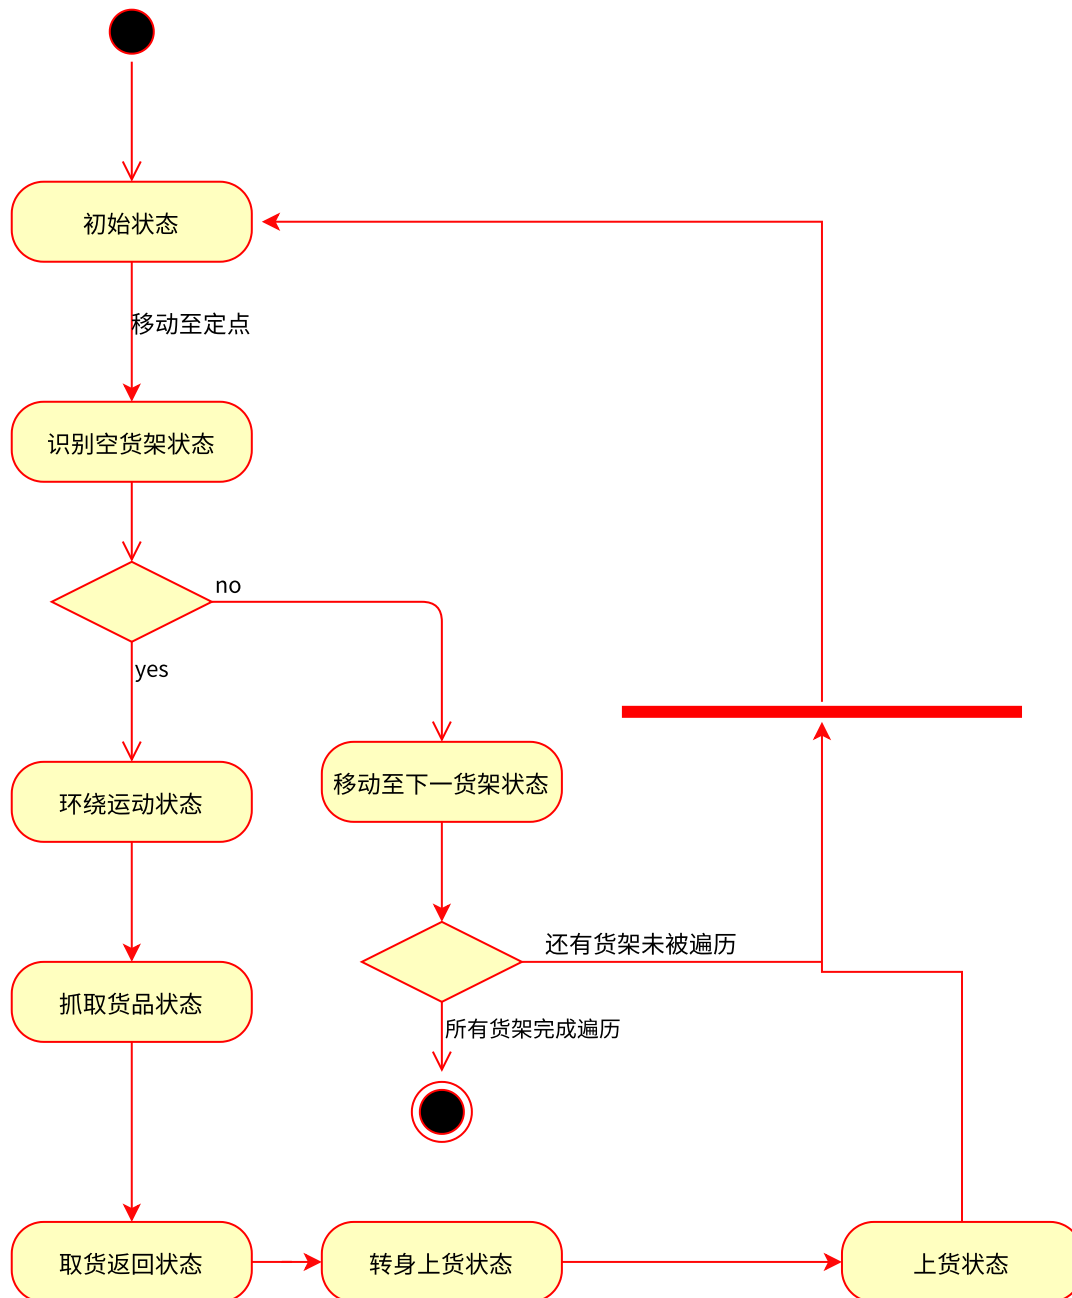 初始状态
移动至定点
识别空货架状态
no
yes
移动至下一货架状态
环绕运动状态
还有货架未被遍历
抓取货品状态
所有货架完成遍历
取货返回状态
转身上货状态
上货状态